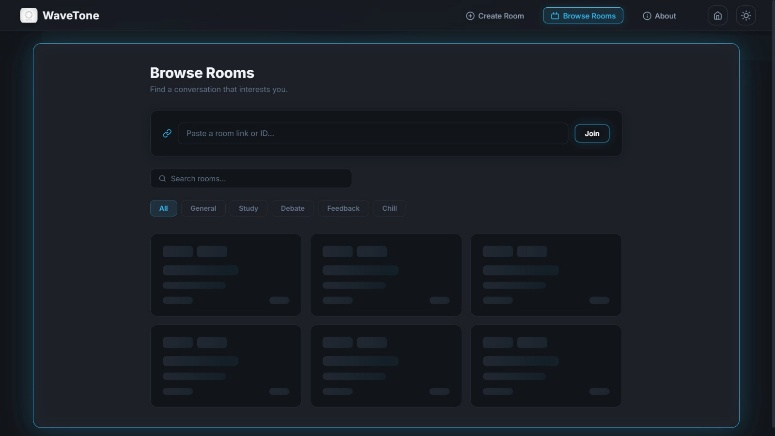 WaveTone
Create Room
Browse Rooms
About
Browse Rooms
Find a conversation that interests you.
Paste a room link or ID...
Join
Search rooms...
All
General
Study
Debate
Feedback
Chill